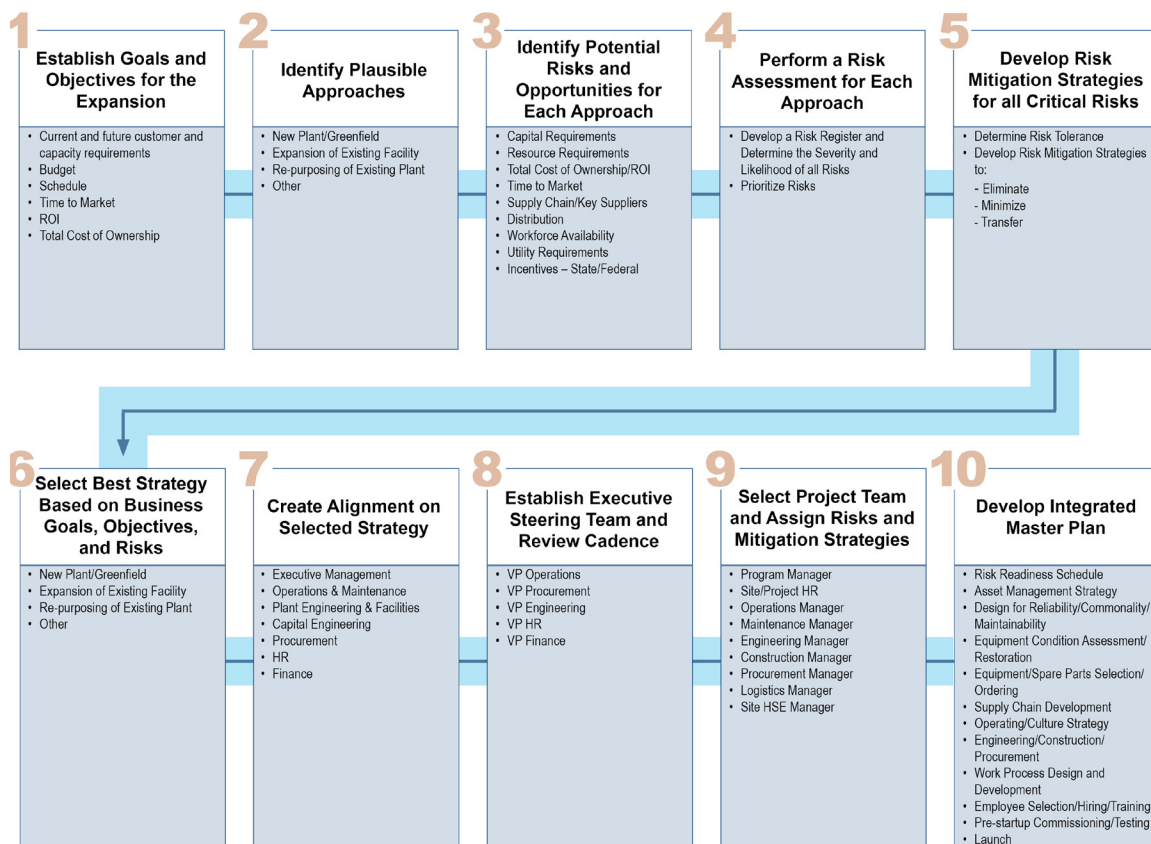 1
Establish Goals and
Objectives for the
Expansion
• Current and future customer and
capacity requirements
• Budget
• Schedule
• Time to Market
• ROI
• Total Cost of Ownership
2
Identify Plausible
Approaches
• New Plant/Greenfield
• Expansion of Existing Facility
• Re-purposing of Existing Plant
• Other
3
Identify Potential
Risks and
Opportunities for
Each Approach
• Capital Requirements
• Resource Requirements
• Total Cost of Ownership/ROI
• Time to Market
• Supply Chain/Key Suppliers
• Distribution
• Workforce Availability
• Utility Requirements
• Incentives – State/Federal
4
Perform a Risk
Assessment for Each
Approach
• Develop a Risk Register and
Determine the Severity and
Likelihood of all Risks
• Prioritize Risks
5
Develop Risk
Mitigation Strategies
for all Critical Risks
• Determine Risk Tolerance
• Develop Risk Mitigation Strategies
to:
- Eliminate
- Minimize
- Transfer
6
Select Best Strategy
Based on Business
Goals, Objectives,
and Risks
• New Plant/Greenfield
• Expansion of Existing Facility
• Re-purposing of Existing Plant
• Other
7
Create Alignment on
Selected Strategy
• Executive Management
• Operations & Maintenance
• Plant Engineering & Facilities
• Capital Engineering
• Procurement
• HR
• Finance
8
Establish Executive
Steering Team and
Review Cadence
• VP Operations
• VP Procurement
• VP Engineering
• VP HR
• VP Finance
9
Select Project Team
and Assign Risks and
Mitigation Strategies
• Program Manager
• Site/Project HR
• Operations Manager
• Maintenance Manager
• Engineering Manager
• Construction Manager
• Procurement Manager
• Logistics Manager
• Site HSE Manager
10
Develop Integrated
Master Plan
• Risk Readiness Schedule
• Asset Management Strategy
• Design for Reliability/Commonality/
Maintainability
• Equipment Condition Assessment/
Restoration
• Equipment/Spare Parts Selection/
Ordering
• Supply Chain Development
• Operating/Culture Strategy
• Engineering/Construction/
Procurement
• Work Process Design and
Development
• Employee Selection/Hiring/Training
• Pre-startup Commissioning/Testing
• Launch